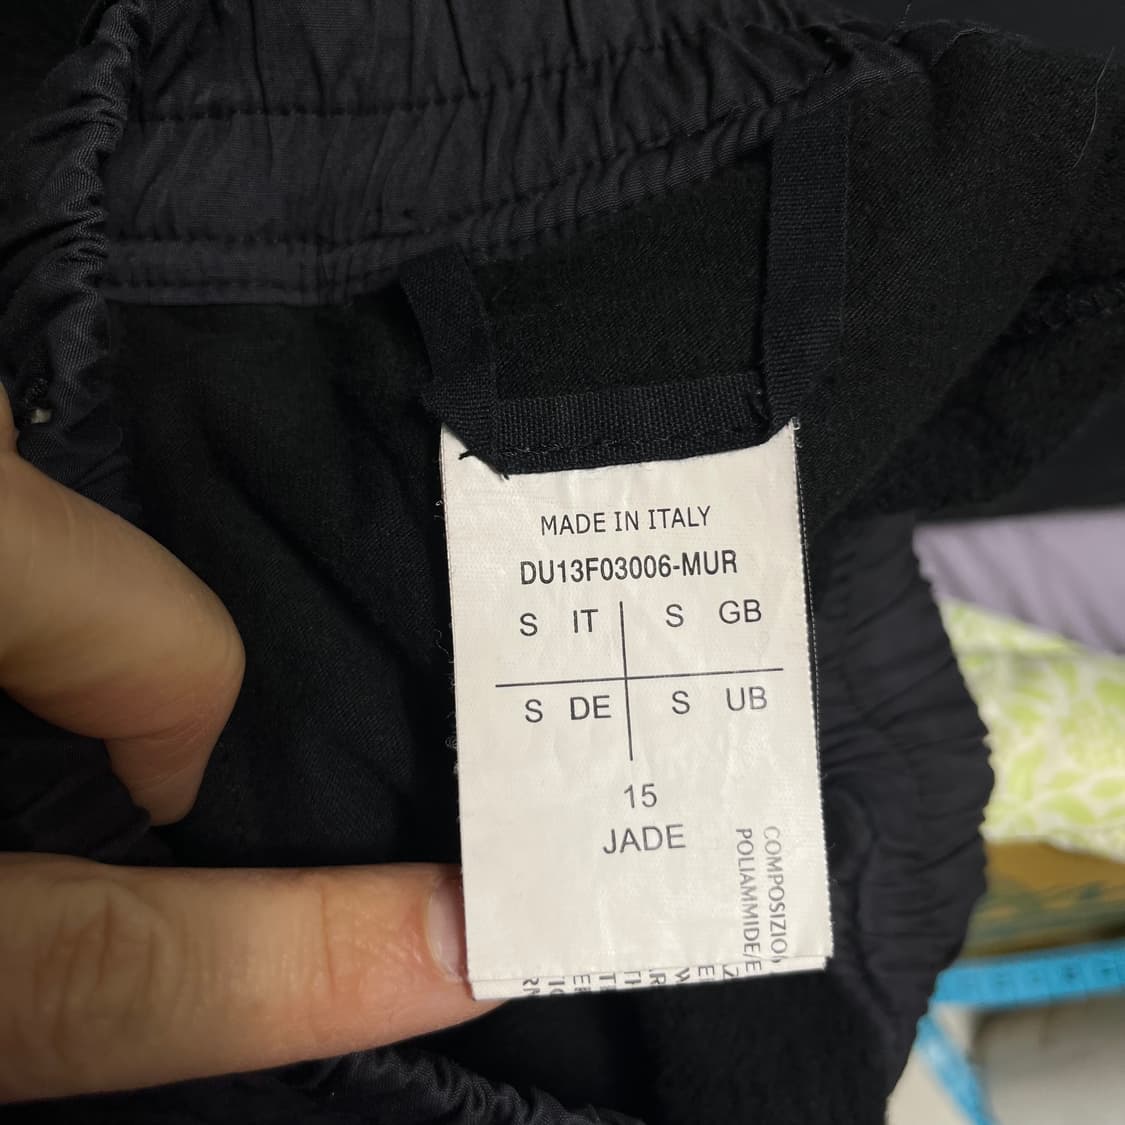 MADE IN ITALY
DU13F03006-MUR
S IT S GB
S DE S UB
15
JADE
COMPOSIZIO
POLIAMMIDE/E